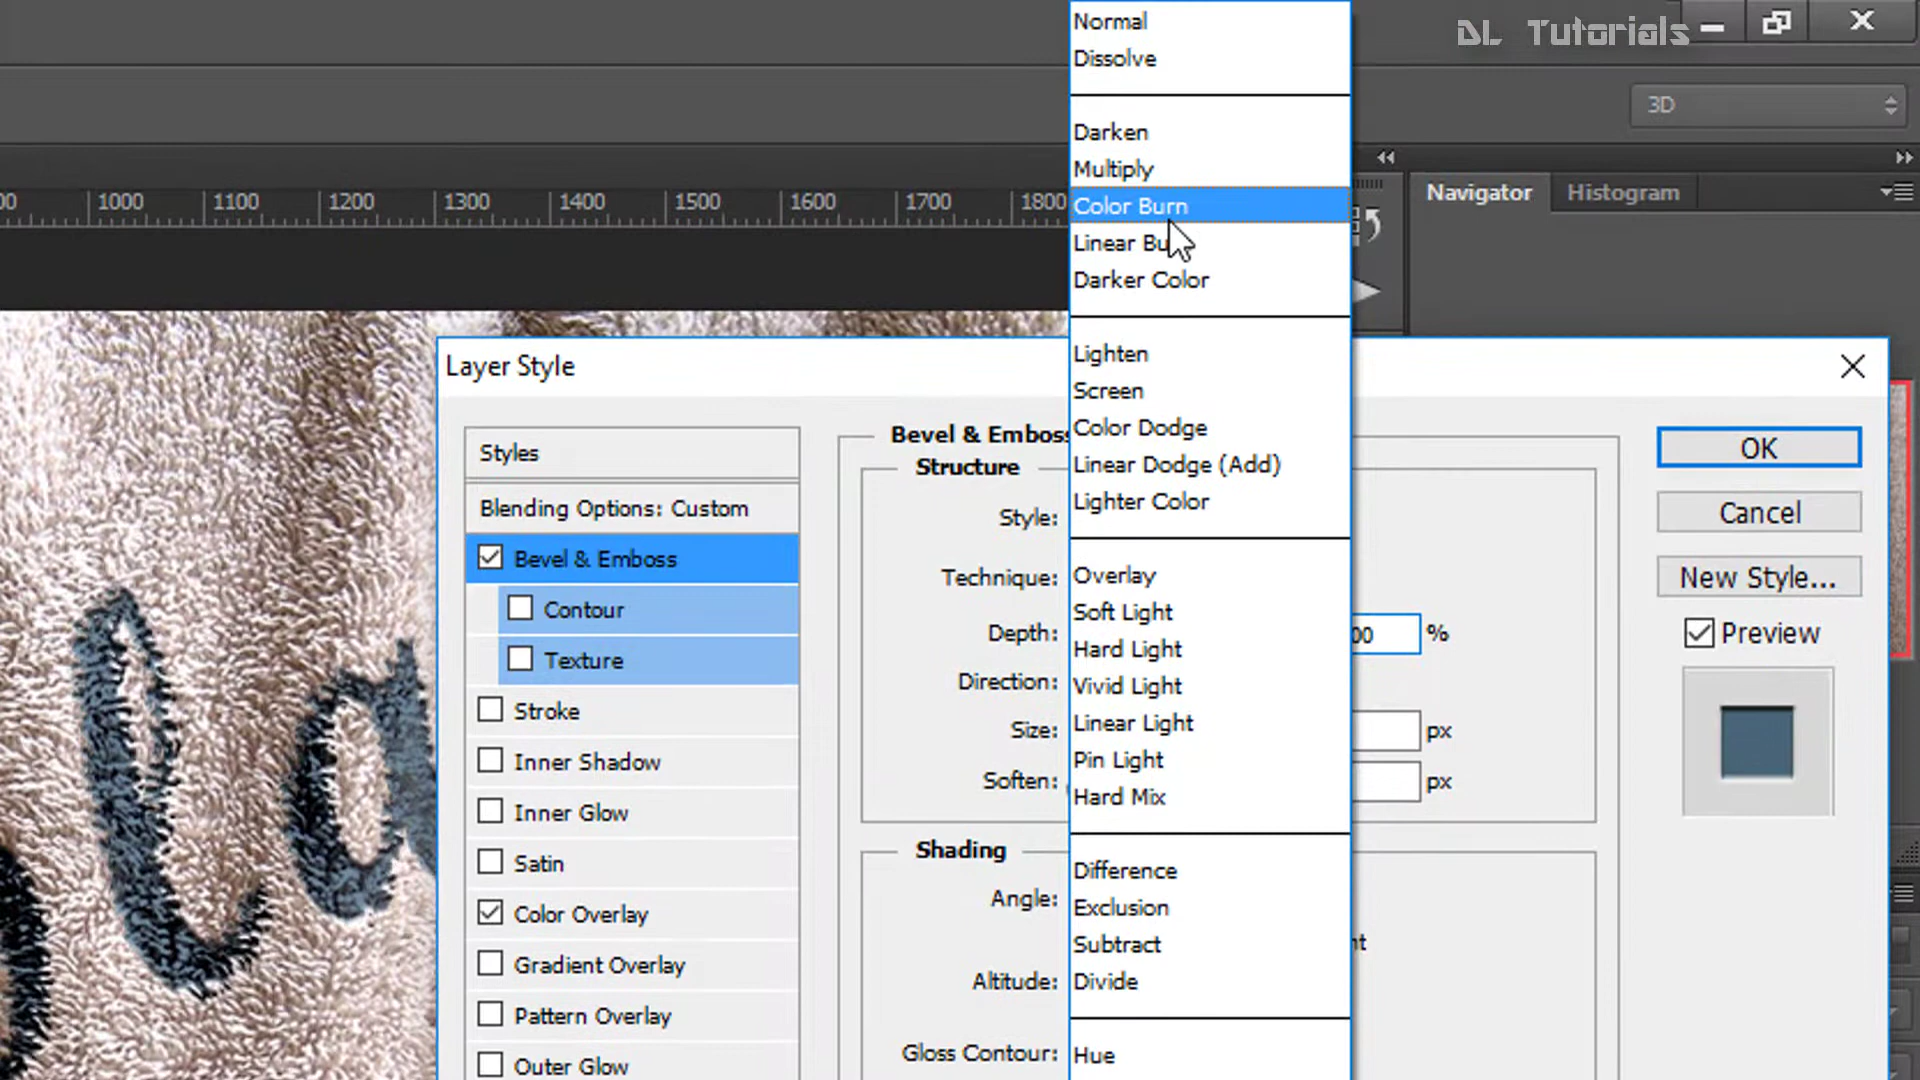 DL Tutorials
Normal
Dissolve
Darken
Multiply
Color Burn
Linear
Darker Color
Lighten
Screen
Color Dodge
Linear Dodge (Add)
Lighter Color
Overlay
Soft Light
Hard Light
Vivid Light
Linear Light
Pin Light
Hard Mix
Difference
Exclusion
Subtract
Divide
Hue
3D
1000 1100 1200 1300 1400 1500 1600 1700 1800
Navigator Histogram
Layer Style
Styles
Blending Options: Custom
Bevel & Emboss
Contour
Texture
Stroke
Inner Shadow
Inner Glow
Satin
Color Overlay
Gradient Overlay
Pattern Overlay
Outer Glow
Bevel & Emboss
Structure
Style:
Technique:
Depth: %
Direction:
Size: px
Soften: px
Shading
Angle:
Altitude:
Gloss Contour:
OK
Cancel
New Style...
Preview
la